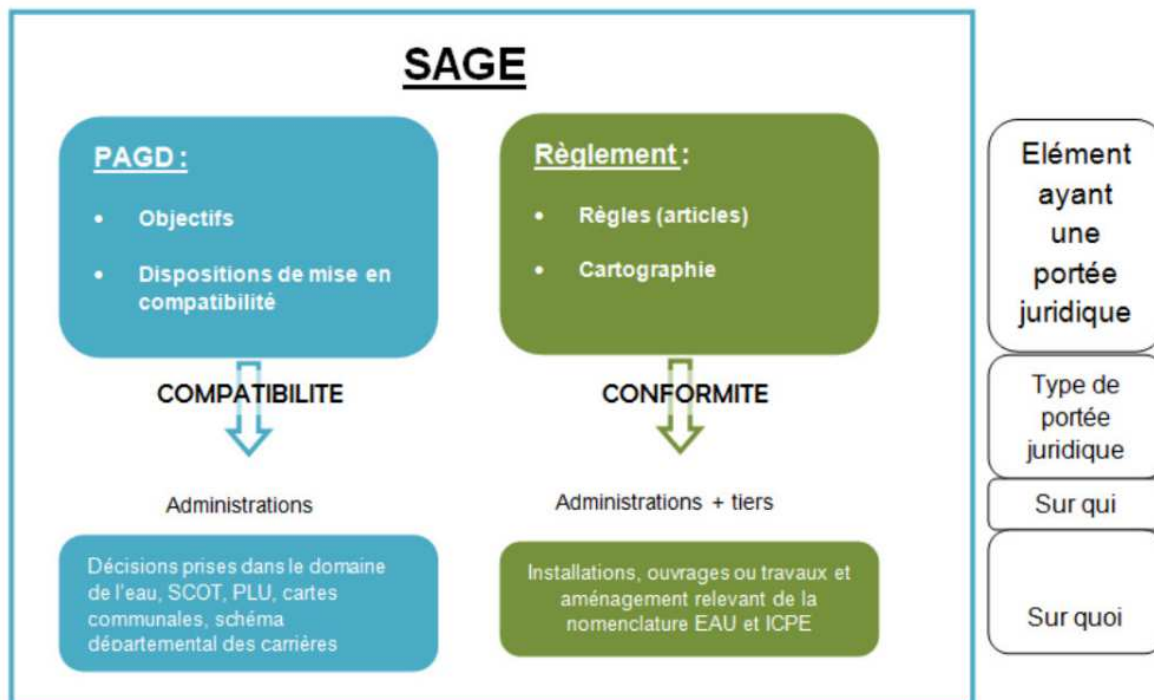 SAGE
PAGD :
• Objectifs
• Dispositions de mise en
compatibilité
Règlement :
• Règles (articles)
• Cartographie
Elément
ayant
une
portée
juridique
COMPATIBILITE
CONFORMITE
Type de
portée
juridique
Administrations
Administrations + tiers
Sur qui
Décisions prises dans le domaine
de l'eau, SCOT, PLU, cartes
communales, schéma
départemental des carrières
Installations, ouvrages ou travaux et
aménagement relevant de la
nomenclature EAU et ICPE
Sur quoi